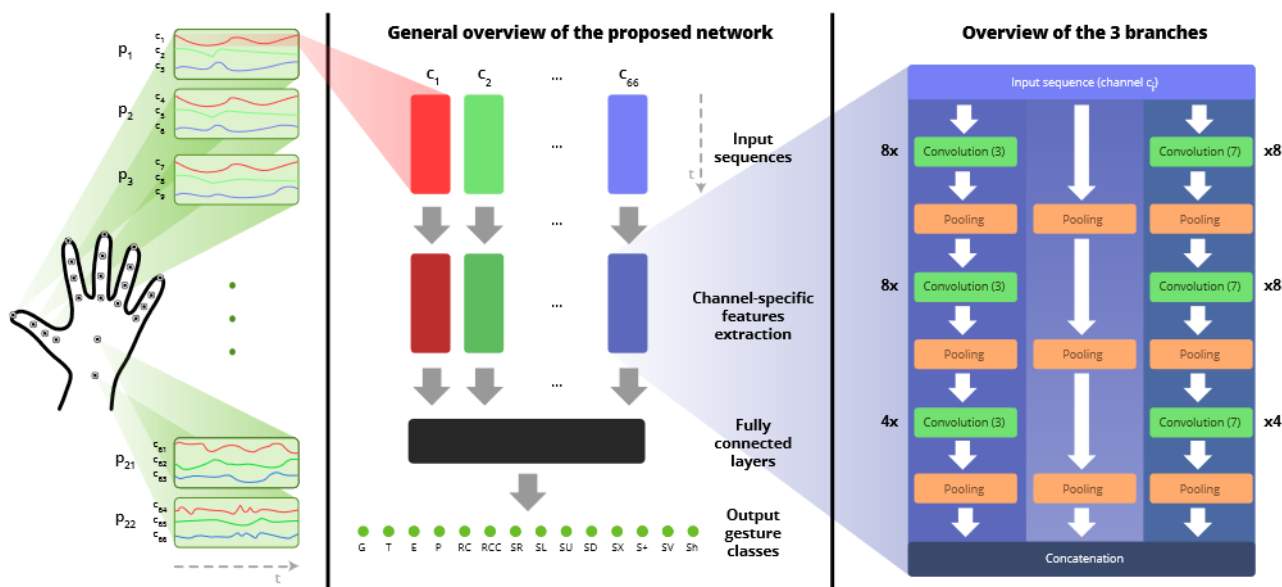 p1
c1
c2
c3
p2
c4
c5
c6
p3
c7
c8
c9
p21
c61
c62
c63
p22
c64
c65
c66
t
General overview of the proposed network
C1
C2
...
C66
Input
sequences
t
...
Channel-specific
features
extraction
...
...
Fully
connected
layers
Output
gesture
classes
G T E P RC RCC SR SL SU SD SX S+ SV Sh
Overview of the 3 branches
Input sequence (channel ci)
8x Convolution (3) Convolution (7) x8
Pooling Pooling Pooling
8x Convolution (3) Convolution (7) x8
Pooling Pooling Pooling
4x Convolution (3) Convolution (7) x4
Pooling Pooling Pooling
Concatenation